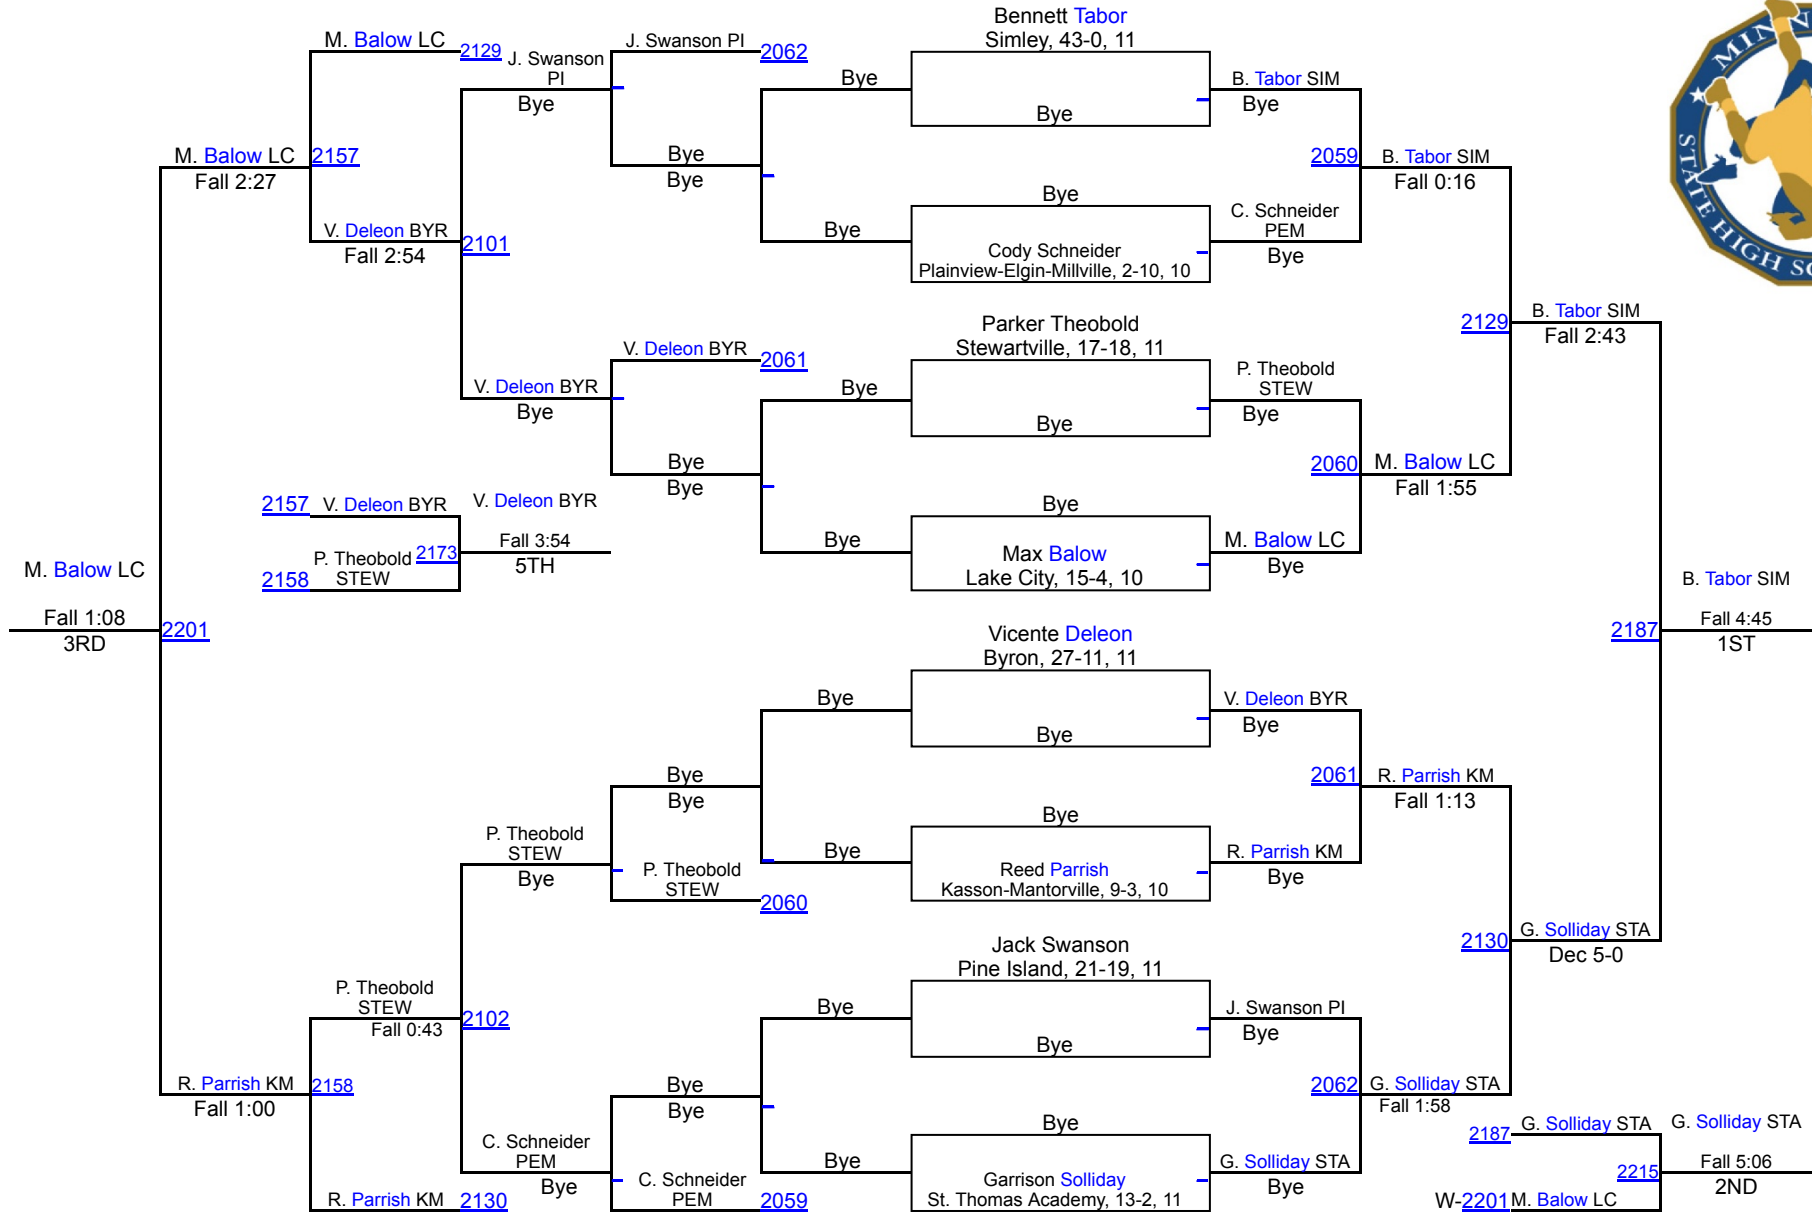 Bennett Tabor
Simley, 43-0, 11
M. Balow LC
2129
J. Swanson
PI
Bye
J. Swanson PI
2062
Bye
Bye
B. Tabor SIM
Bye
M. Balow LC
2157
Fall 2:27
Bye
Bye
2059
B. Tabor SIM
Fall 0:16
Bye
C. Schneider
PEM
Bye
V. Deleon BYR
2101
Fall 2:54
Bye
Cody Schneider
Plainview-Elgin-Millville, 2-10, 10
Parker Theobold
Stewartville, 17-18, 11
2129
B. Tabor SIM
Fall 2:43
V. Deleon BYR
2061
V. Deleon BYR
Bye
Bye
Bye
P. Theobold
STEW
Bye
Bye
Bye
2060
M. Balow LC
Fall 1:55
2157
V. Deleon BYR
V. Deleon BYR
Bye
P. Theobold
STEW
2173
Fall 3:54
5TH
2158
Bye
Max Balow
Lake City, 15-4, 10
M. Balow LC
Bye
M. Balow LC
Fall 1:08
3RD
2201
B. Tabor SIM
2187
Fall 4:45
1ST
Vicente Deleon
Byron, 27-11, 11
Bye
Bye
V. Deleon BYR
Bye
Bye
Bye
2061
R. Parrish KM
Fall 1:13
Bye
P. Theobold
STEW
Bye
P. Theobold
STEW
2060
Bye
Reed Parrish
Kasson-Mantorville, 9-3, 10
R. Parrish KM
Bye
Jack Swanson
Pine Island, 21-19, 11
2130
G. Solliday STA
Dec 5-0
P. Theobold
STEW
Fall 0:43
2102
Bye
Bye
J. Swanson PI
Bye
R. Parrish KM
2158
Fall 1:00
Bye
Bye
2062
G. Solliday STA
Fall 1:58
Bye
C. Schneider
PEM
Bye
C. Schneider
PEM
2059
Bye
Garrison Solliday
St. Thomas Academy, 13-2, 11
G. Solliday STA
Bye
R. Parrish KM
2130
2187
G. Solliday STA
G. Solliday STA
2215
Fall 5:06
2ND
W-2201
M. Balow LC
STATE HIGH